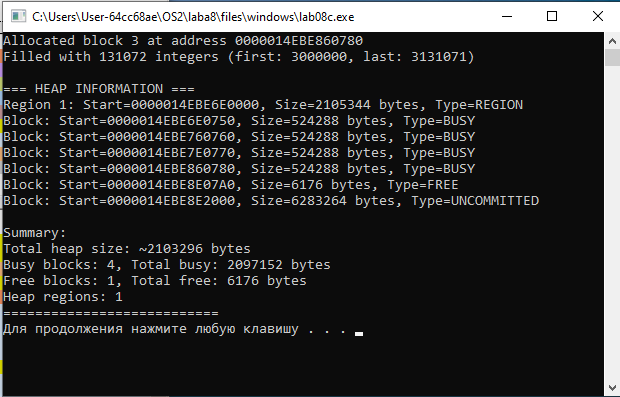 C:\Users\User-64cc68ae\OS2\laba8\files\windows\lab08c.exe
Allocated block 3 at address 0000014EBE860780
Filled with 131072 integers (first: 3000000, last: 3131071)
=== HEAP INFORMATION ===
Region 1: Start=0000014EBE6E0000, Size=2105344 bytes, Type=REGION
Block: Start=0000014EBE6E0750, Size=524288 bytes, Type=BUSY
Block: Start=0000014EBE760760, Size=524288 bytes, Type=BUSY
Block: Start=0000014EBE7E0770, Size=524288 bytes, Type=BUSY
Block: Start=0000014EBE860780, Size=524288 bytes, Type=BUSY
Block: Start=0000014EBE8E07A0, Size=6176 bytes, Type=FREE
Block: Start=0000014EBE8E2000, Size=6283264 bytes, Type=UNCOMMITTED
Summary:
Total heap size: ~2103296 bytes
Busy blocks: 4, Total busy: 2097152 bytes
Free blocks: 1, Total free: 6176 bytes
Heap regions: 1
===========================
Для продолжения нажмите любую клавишу . . .